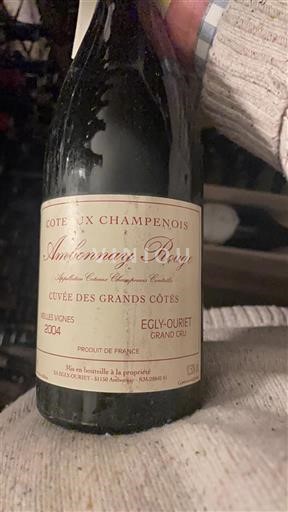 COTEAUX CHAMPENOIS
Ambonnay Rouge
Appellation Coteaux Champenois Contrôlée
CUVÉE DES GRANDS CÔTÉS
VIEILLES VIGNES
2004
EGLY-OURIET
GRAND CRU
PRODUIT DE FRANCE
Mis en bouteille à la propriété